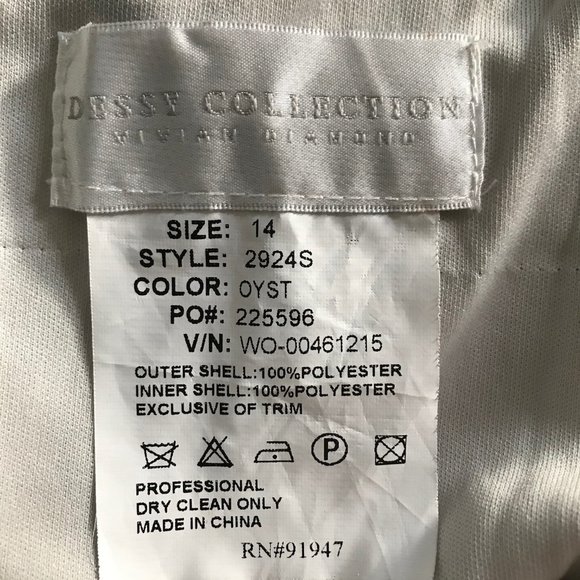 DESSY COLLECTION
VIVIAN DIAMOND
SIZE: 14
STYLE: 2924S
COLOR: OYST
PO#: 225596
V/N: WO-00461215
OUTER SHELL:100%POLYESTER
INNER SHELL:100%POLYESTER
EXCLUSIVE OF TRIM
P
PROFESSIONAL
DRY CLEAN ONLY
MADE IN CHINA
RN#91947